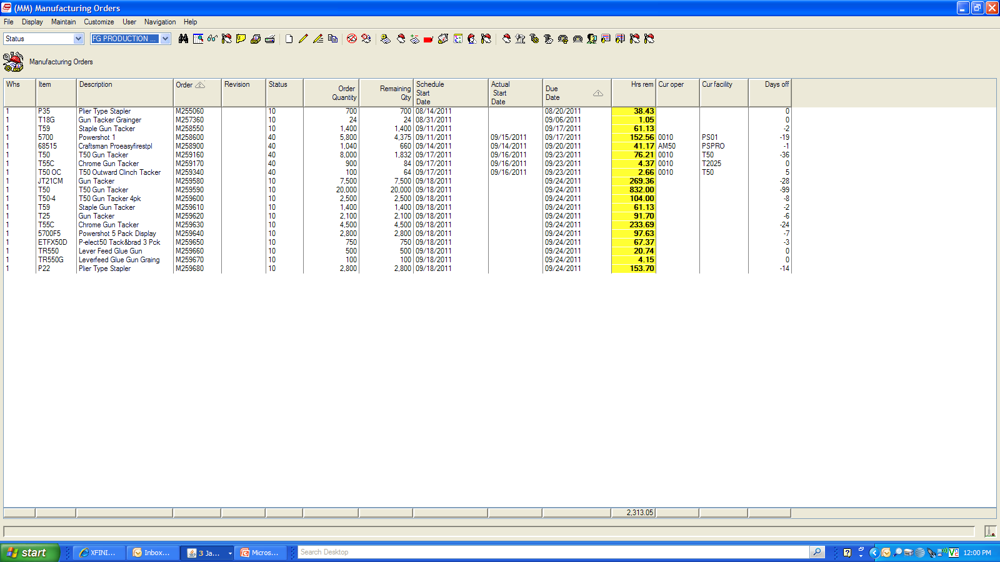 (MM) Manufacturing Orders
File Display Maintain Customize User Navigation Help
Status FG PRODUCTION ...
Manufacturing Orders
Whs Item Description Order Revision Status Order Quantity Remaining Qty Schedule Start Date Actual Start Date Due Date Hrs rem Cur oper Cur facility Days off
1 P35 Plier Type Stapler M255060 10 700 700 08/14/2011 08/20/2011 38.43 0
1 T18G Gun Tacker Grainger M257360 10 24 24 08/31/2011 09/06/2011 1.05 0
1 T59 Staple Gun Tacker M258550 10 1,400 1,400 09/11/2011 09/17/2011 61.13 -2
1 5700 Powershot 1 M258600 40 5,800 4,375 09/11/2011 09/15/2011 09/17/2011 152.56 0010 PS01 -19
1 68515 Craftsman Proeasyfirestpl M258900 40 1,040 660 09/11/2011 09/14/2011 09/17/2011 41.17 AM50 PSPRO -1
1 T50 T50 Gun Tacker M259160 40 8,000 1,832 09/17/2011 09/16/2011 09/23/2011 76.21 0010 T50 -36
1 T55C Chrome Gun Tacker M259170 40 900 84 09/17/2011 09/16/2011 09/23/2011 4.37 0010 T2025 0
1 T50 OC T50 Outward Clinch Tacker M259340 40 100 64 09/17/2011 09/16/2011 09/23/2011 2.66 0010 T50 5
1 JT21CM Gun Tacker M259580 10 7,500 7,500 09/18/2011 09/24/2011 269.36 -28
1 T50 T50 Gun Tacker M259590 10 20,000 20,000 09/18/2011 09/24/2011 832.00 -99
1 T50-4 T50 Gun Tacker 4pk M259600 10 2,500 2,500 09/18/2011 09/24/2011 104.00 -8
1 T59 Staple Gun Tacker M259610 10 1,400 1,400 09/18/2011 09/24/2011 61.13 -2
1 T25 Gun Tacker M259620 10 2,100 2,100 09/18/2011 09/24/2011 91.70 -6
1 T55C Chrome Gun Tacker M259630 10 4,500 4,500 09/18/2011 09/24/2011 233.69 -24
1 5700F5 Powershot 5 Pack Display M259640 10 2,800 2,800 09/18/2011 09/24/2011 97.63 -7
1 ETFX50D P-elect50 Tack&brad 3 Pck M259650 10 750 750 09/18/2011 09/24/2011 67.37 -3
1 TR550 Lever Feed Glue Gun M259660 10 500 500 09/18/2011 09/24/2011 20.74 0
1 TR550G Leverfeed Glue Gun Graing M259670 10 100 100 09/18/2011 09/24/2011 4.15 0
1 P22 Plier Type Stapler M259680 10 2,800 2,800 09/18/2011 09/24/2011 153.70 -14
2,313.05
start XFINI... Inbox... 3 Ja... Micros... Search Desktop 12:00 PM